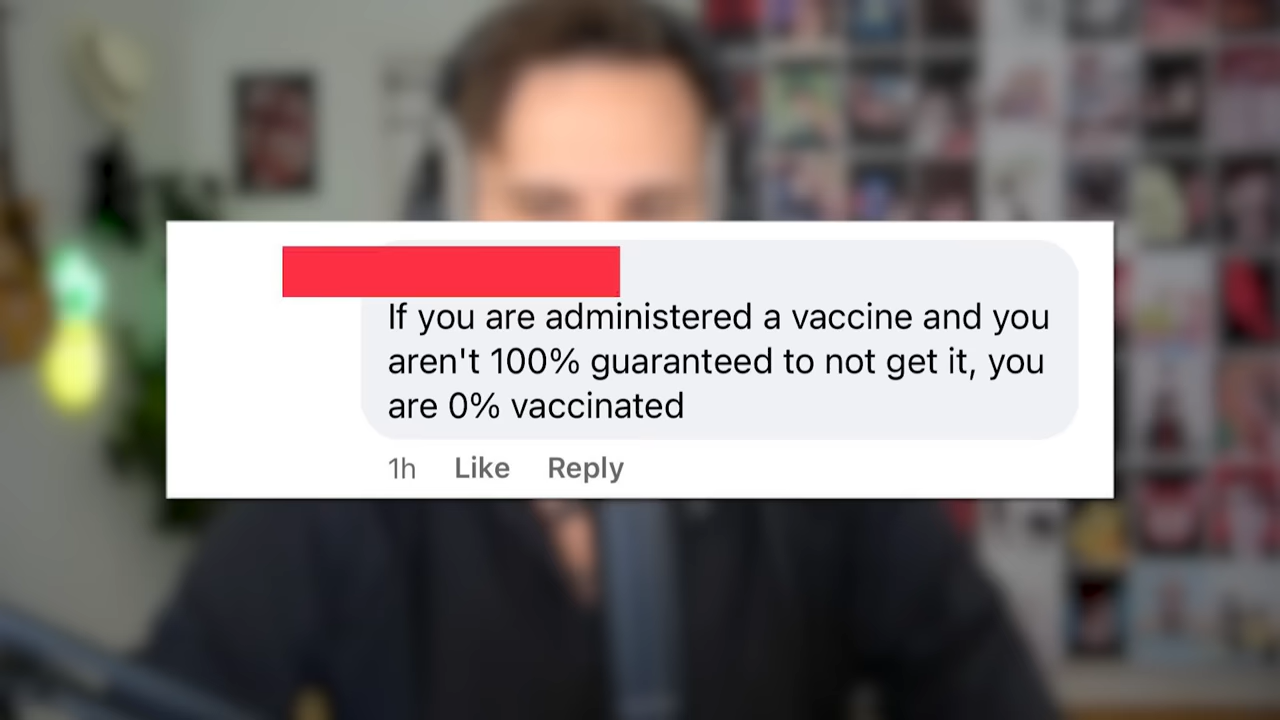 If you are administered a vaccine and you
aren't 100% guaranteed to not get it, you
are 0% vaccinated
1h Like Reply